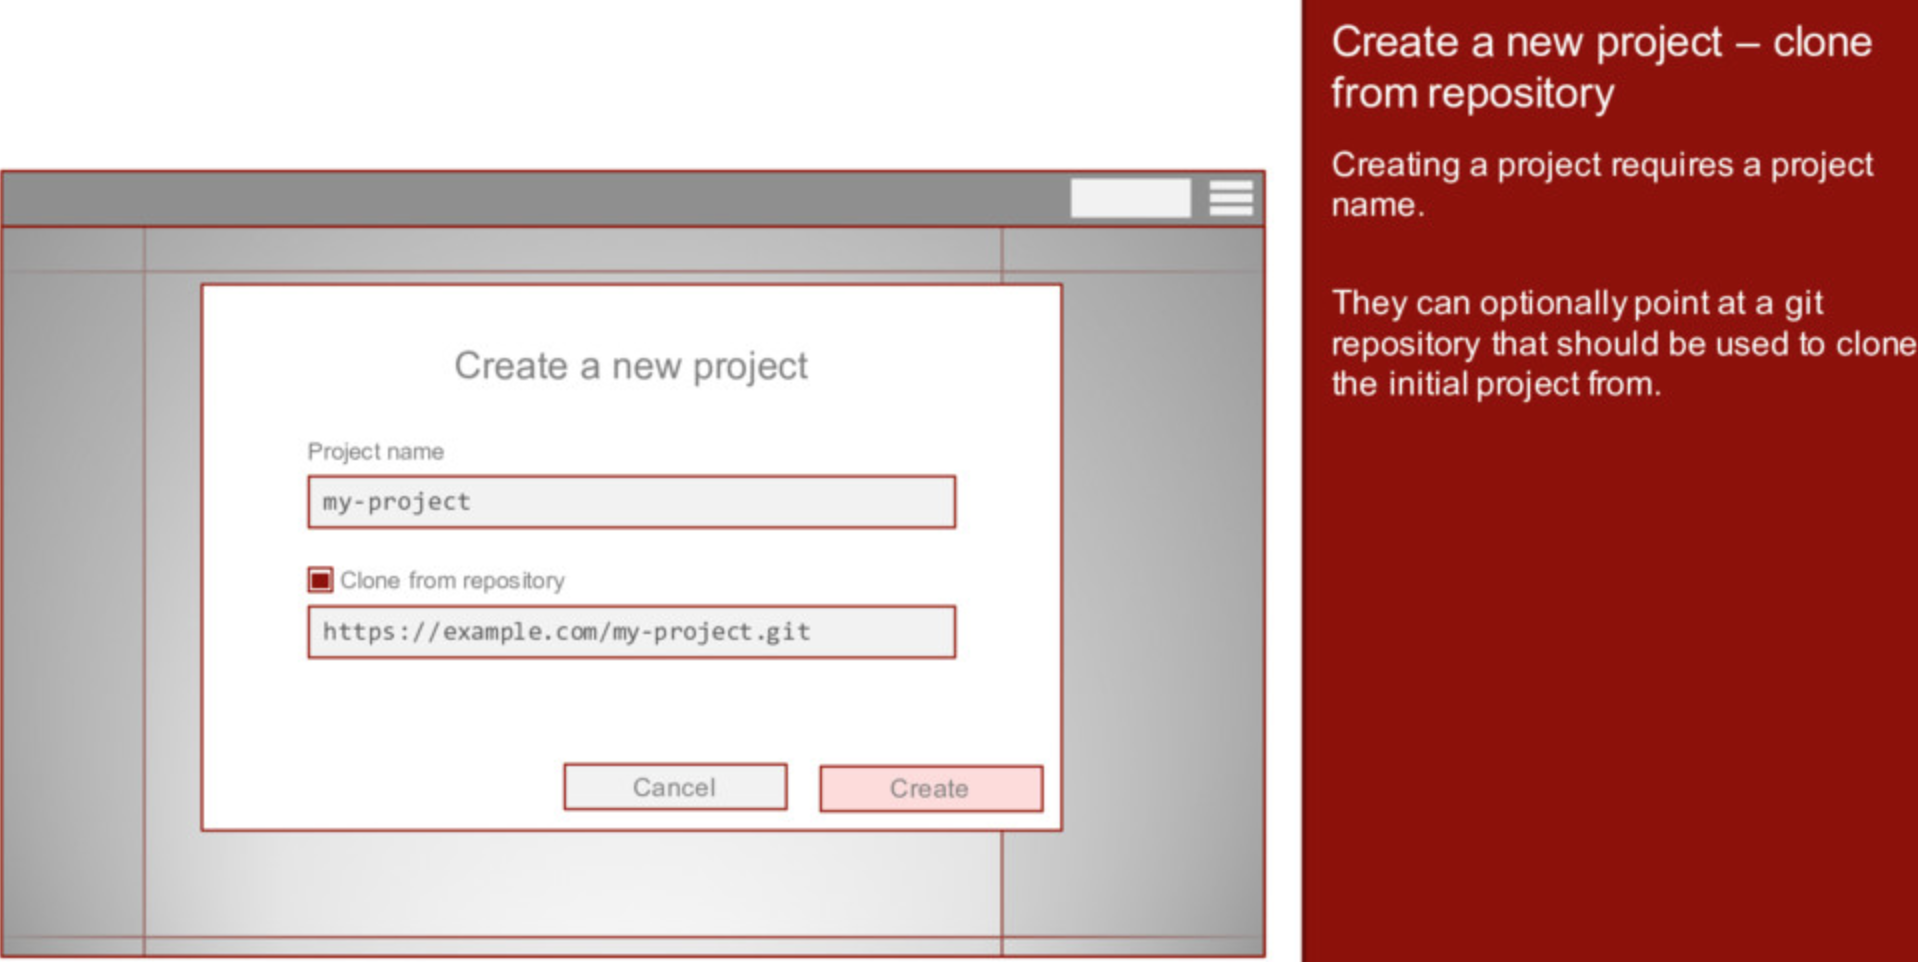 Create a new project – clone
from repository
Creating a project requires a project
name.
They can optionally point at a git
repository that should be used to clone
the initial project from.
Create a new project
Project name
my-project
Clone from repository
https://example.com/my-project.git
Cancel
Create